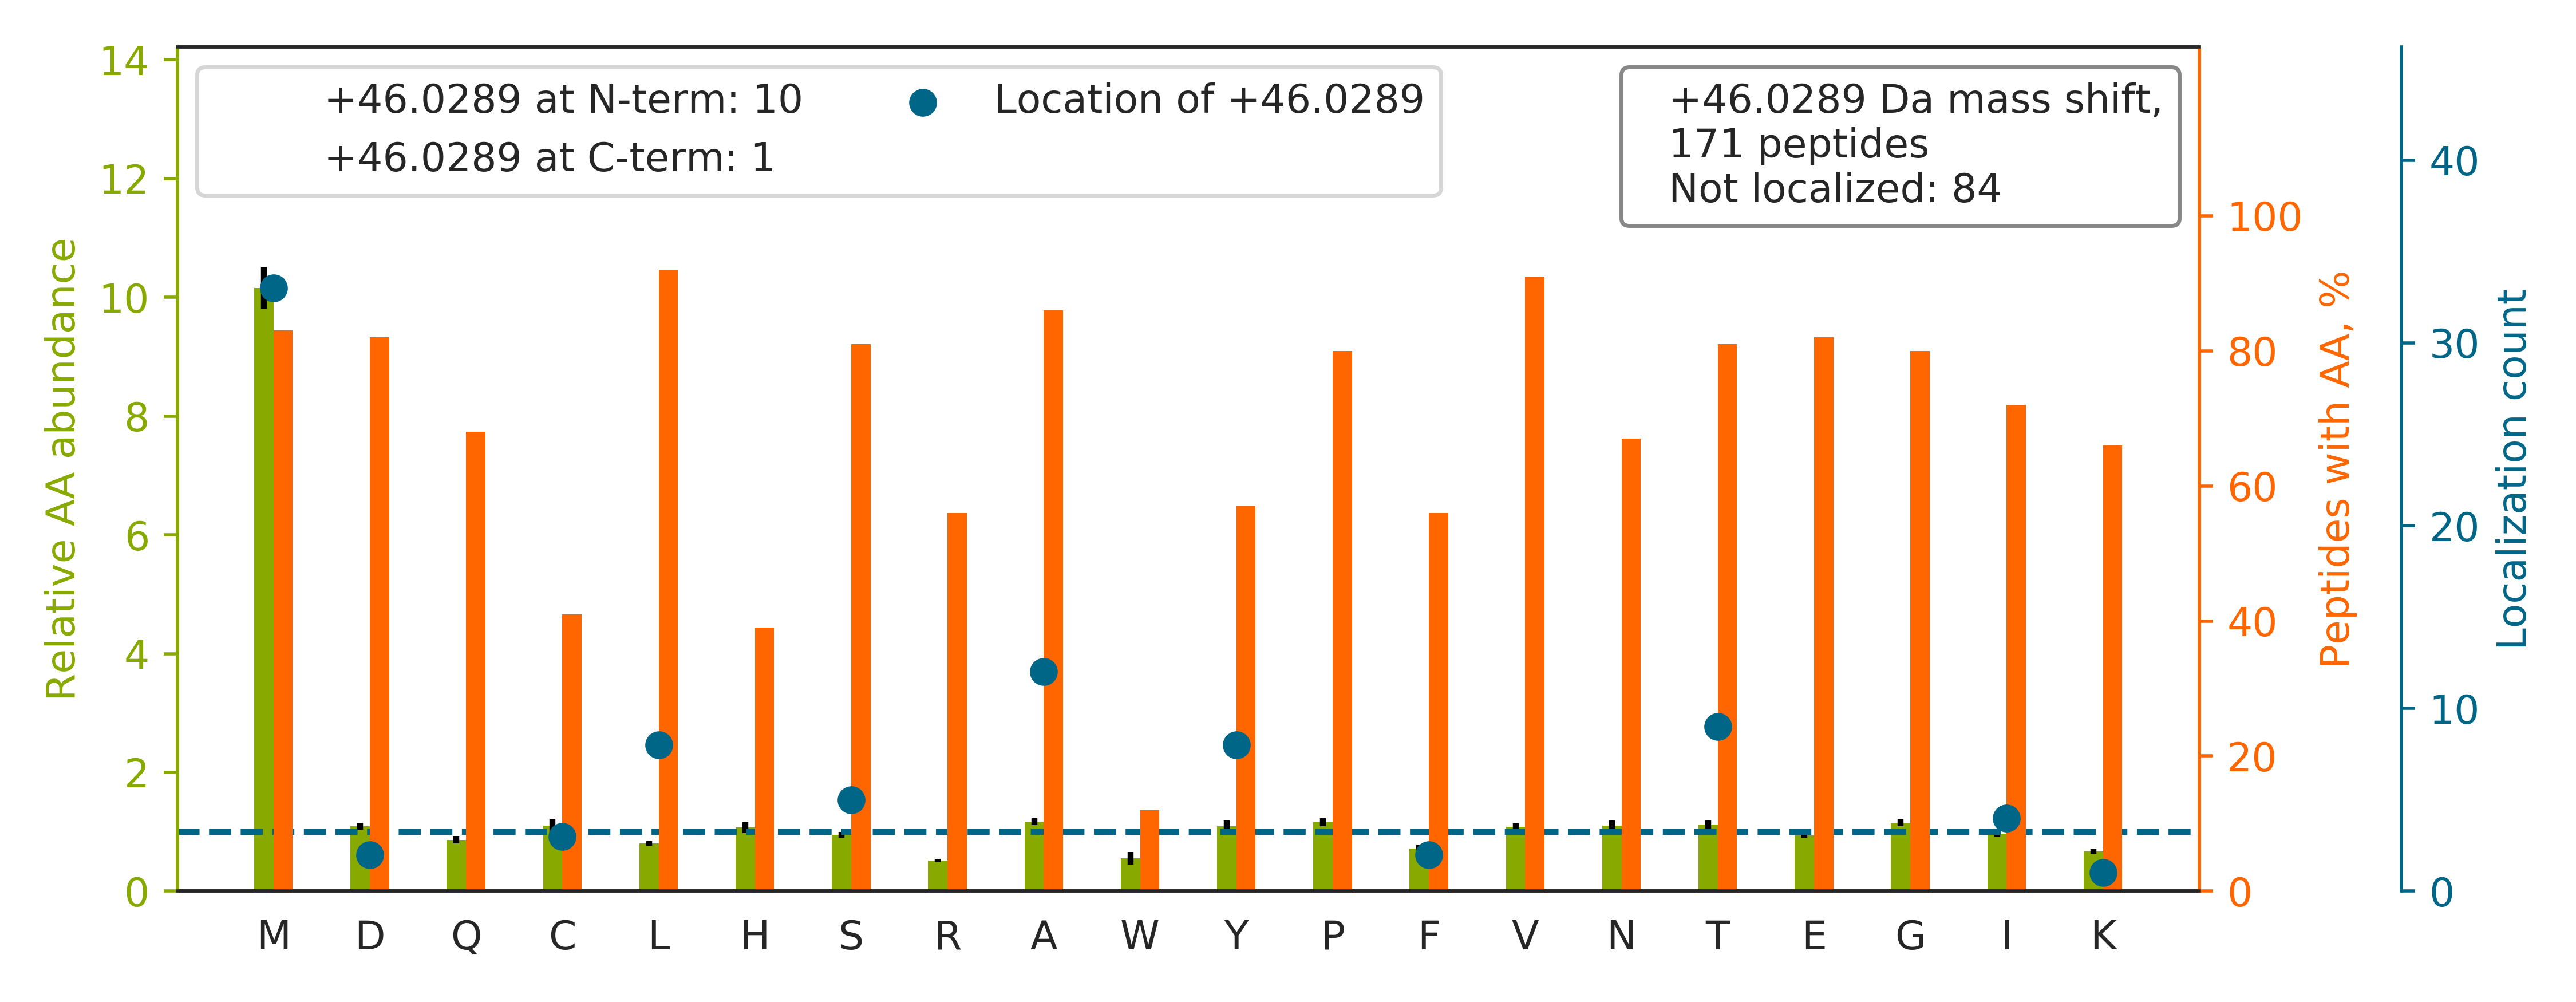 14
12
10
8
6
4
2
0
Relative AA abundance
+46.0289 at N-term: 10
+46.0289 at C-term: 1
Location of +46.0289
+46.0289 Da mass shift,
171 peptides
Not localized: 84
100
80
60
40
20
0
Peptides with AA, %
40
30
20
10
0
Localization count
M D Q C L H S R A W Y P F V N T E G I K